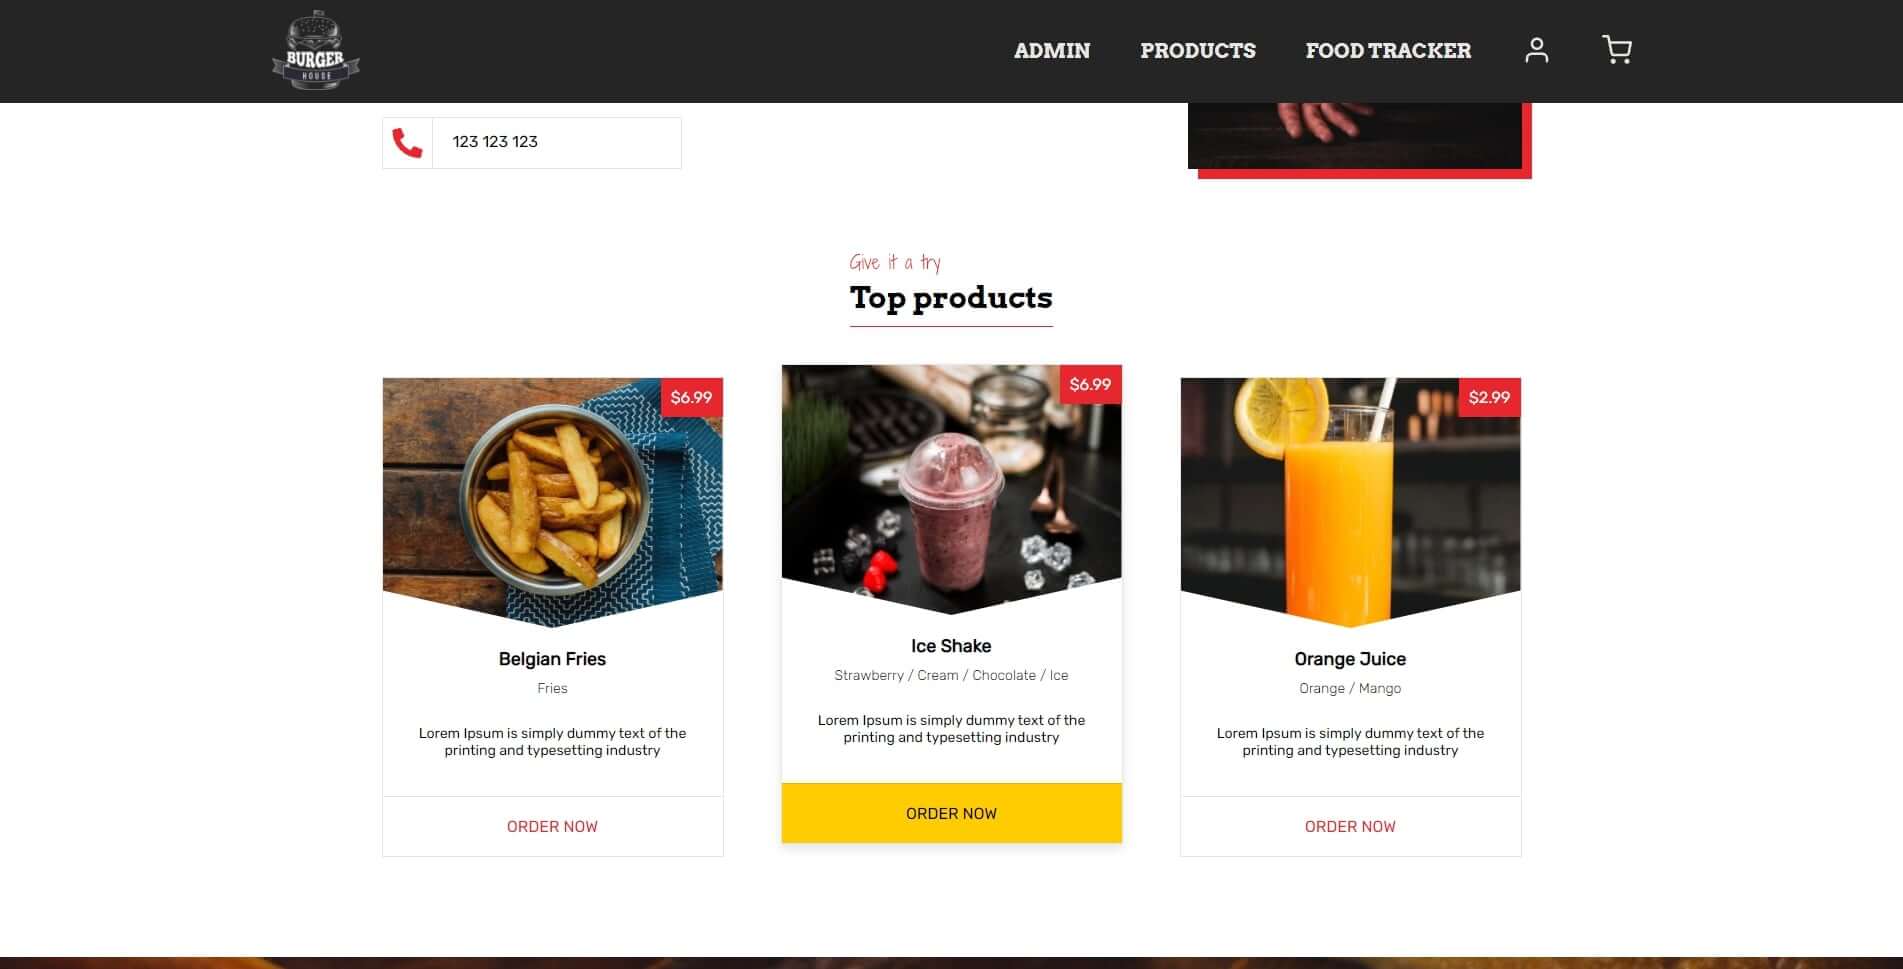 BURGER
HOUSE
ADMIN
PRODUCTS
FOOD TRACKER
123 123 123
Give it a try
Top products
$6.99
Belgian Fries
Fries
Lorem Ipsum is simply dummy text of the
printing and typesetting industry
ORDER NOW
$6.99
Ice Shake
Strawberry / Cream / Chocolate / Ice
Lorem Ipsum is simply dummy text of the
printing and typesetting industry
ORDER NOW
$2.99
Orange Juice
Orange / Mango
Lorem Ipsum is simply dummy text of the
printing and typesetting industry
ORDER NOW